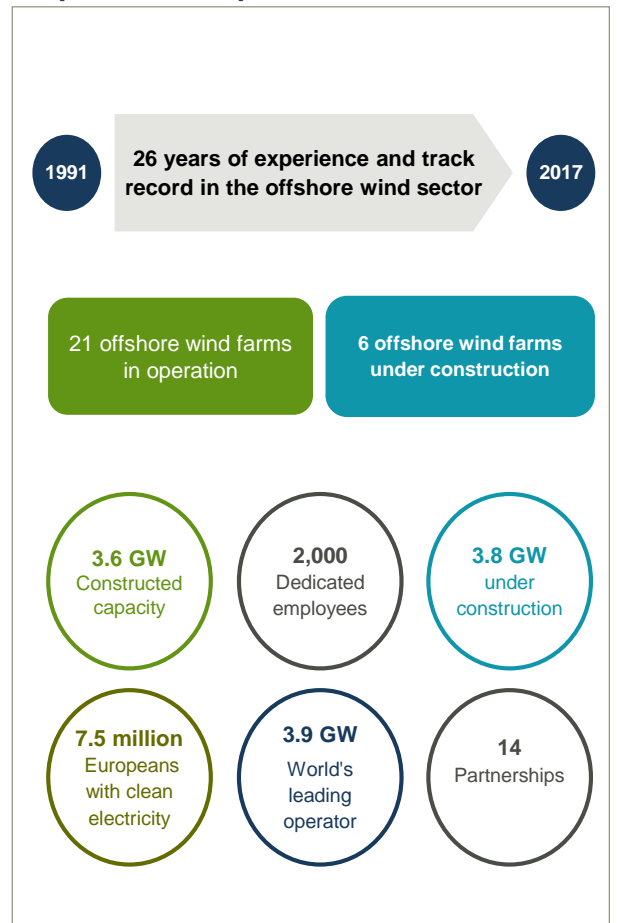 1991
26 years of experience and track
record in the offshore wind sector
2017
21 offshore wind farms
in operation
6 offshore wind farms
under construction
3.6 GW
Constructed
capacity
2,000
Dedicated
employees
3.8 GW
under
construction
7.5 million
Europeans
with clean
electricity
3.9 GW
World's
leading
operator
14
Partnerships